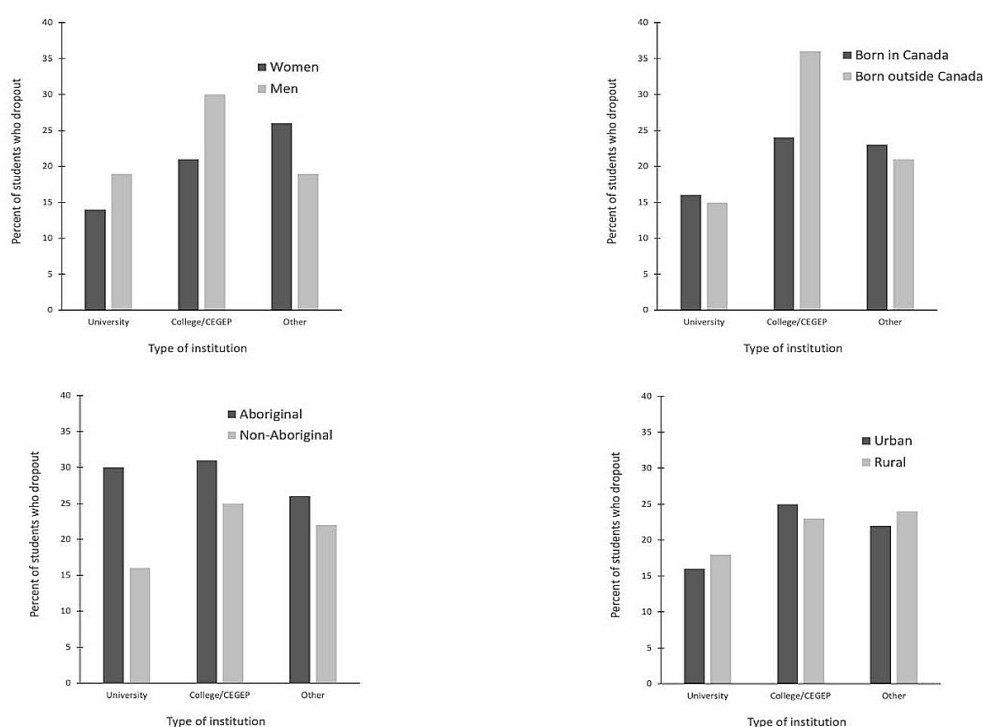 Percent of students who dropout
40
35
30
25
20
15
10
5
0
Women
Men
University College/CEGEP Other
Type of institution
Percent of students who dropout
40
35
30
25
20
15
10
5
0
Born in Canada
Born outside Canada
University College/CEGEP Other
Type of institution
Percent of students who dropout
40
35
30
25
20
15
10
5
0
Aboriginal
Non-Aboriginal
University College/CEGEP Other
Type of institution
Percent of students who dropout
40
35
30
25
20
15
10
5
0
Urban
Rural
University College/CEGEP Other
Type of institution